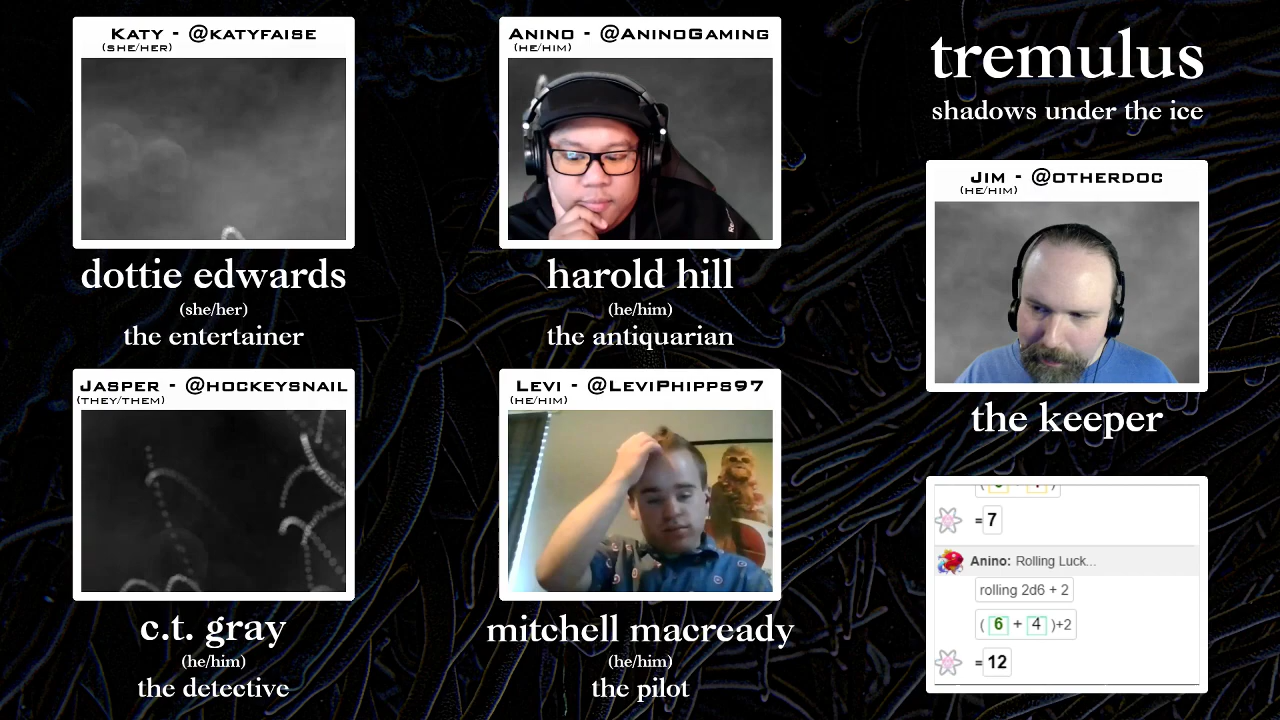 KATY - @KATYFAISE
(SHE/HER)
dottie edwards
(she/her)
the entertainer
ANINO - @ANINOGAMING
(HE/HIM)
harold hill
(he/him)
the antiquarian
tremulus
shadows under the ice
JIM - @OTHERDOC
(HE/HIM)
the keeper
JASPER - @HOCKEYSNAIL
(THEY/THEM)
c.t. gray
(he/him)
the detective
LEVI - @LEVIPHIPPS97
(HE/HIM)
mitchell macready
(he/him)
the pilot
=7
Anino: Rolling Luck...
rolling 2d6 + 2
( 6 + 4 )+2
=12